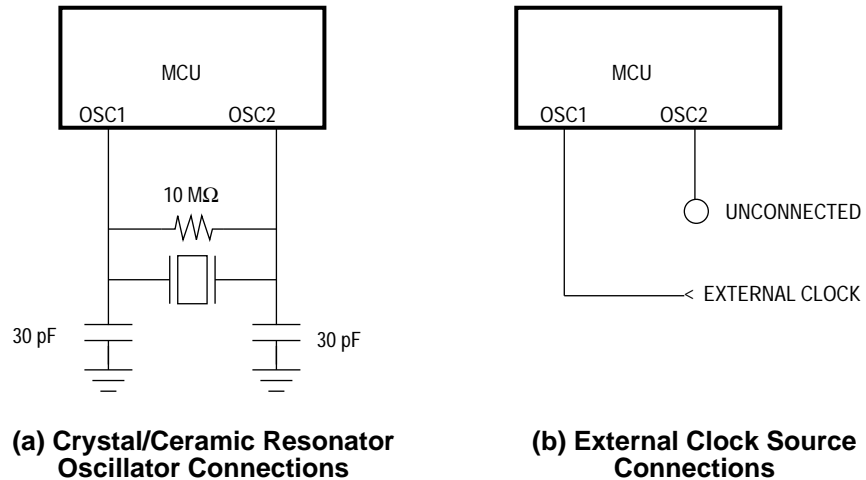 MCU
OSC1 OSC2
10 MΩ
30 pF
30 pF
(a) Crystal/Ceramic Resonator
Oscillator Connections
MCU
OSC1 OSC2
UNCONNECTED
< EXTERNAL CLOCK
(b) External Clock Source
Connections